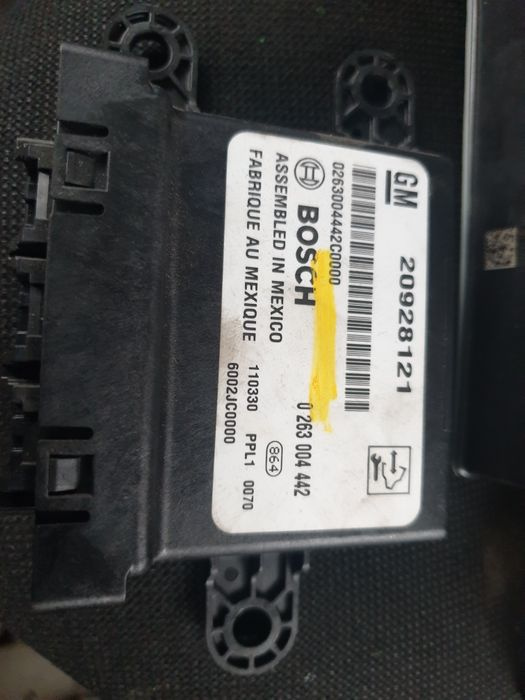 GM 20928121
0263004442C0000
BOSCH 0 263 004 442
ASSEMBLED IN MEXICO 864
FABRIQUE AU MEXIQUE 110330 PPL1 0070
6002JC0000